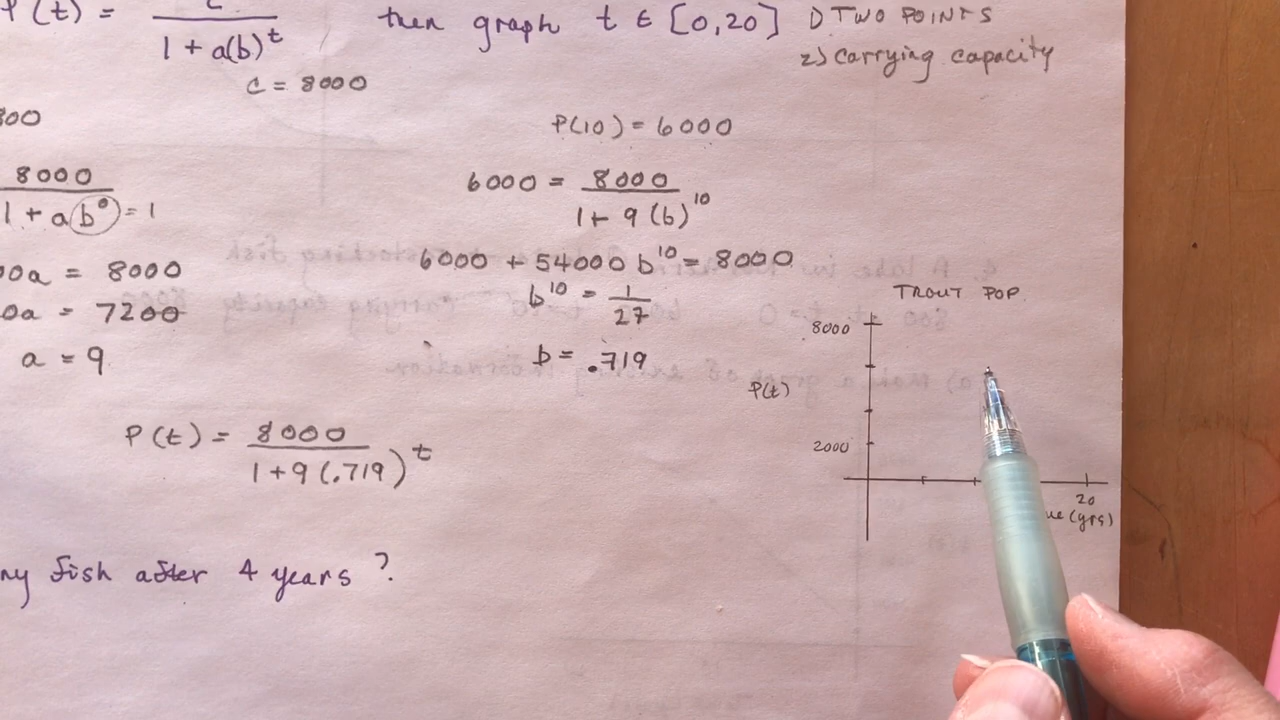 P(t) = c / 1 + a(b)^t then graph t ∈ [0,20] 1) TWO POINTS
2) carrying capacity
c = 8000
800
P(10) = 6000
8000 / 1 + ab^0 = 1
6000 = 8000 / 1 + 9(b)^10
00a = 8000
6000 + 54000 b^10 = 8000
0a = 7200
b^10 = 1/27
a = 9
b = .719
P(t) = 8000 / 1 + 9(.719)^t
TROUT POP.
8000
P(t)
2000
20
(yrs)
fish after 4 years ?